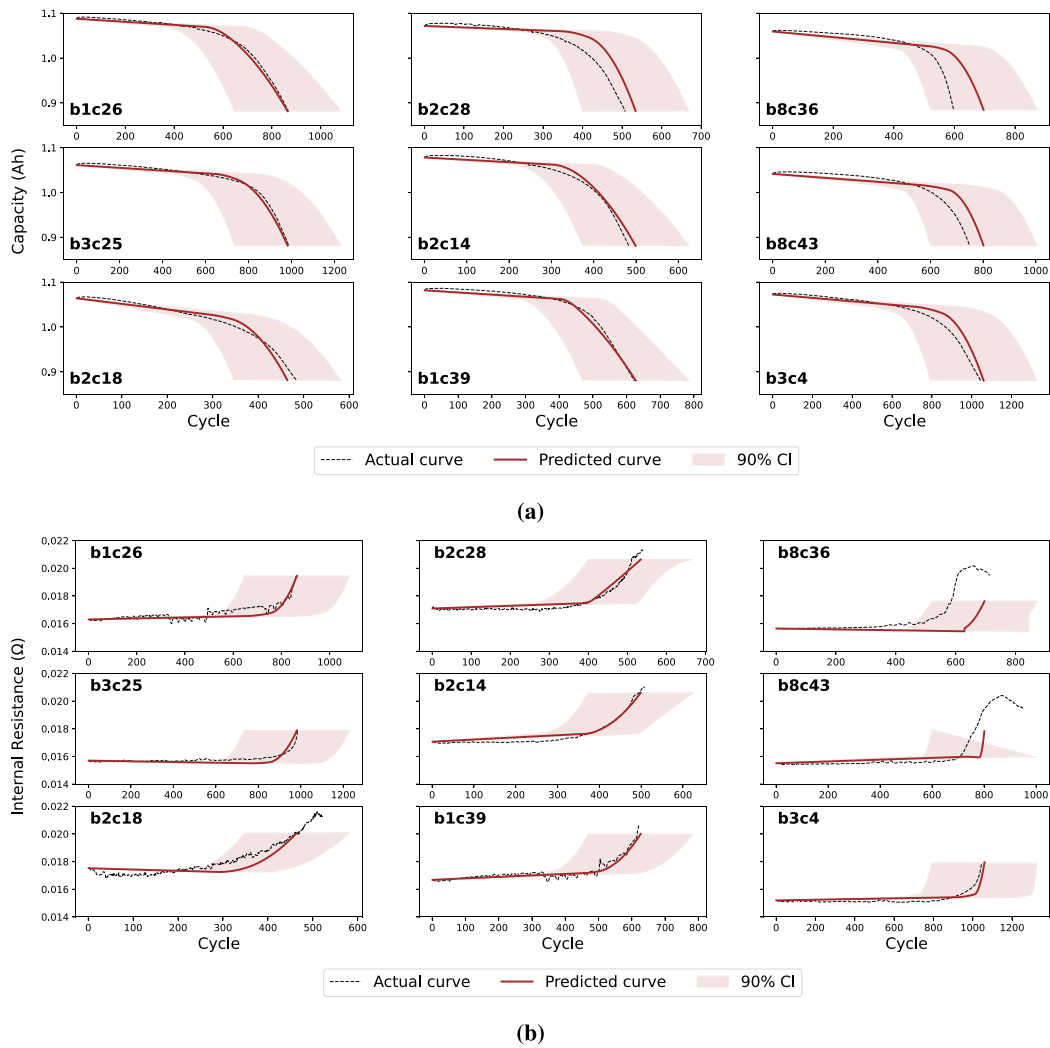 1.1
1.0
0.9
b1c26
0 200 400 600 800 1000
b2c28
0 100 200 300 400 500 600 700
b8c36
0 200 400 600 800
Capacity (Ah)
1.1
1.0
0.9
b3c25
0 200 400 600 800 1000 1200
b2c14
0 100 200 300 400 500 600
b8c43
0 200 400 600 800 1000
1.1
1.0
0.9
b2c18
0 100 200 300 400 500 600
Cycle
b1c39
0 100 200 300 400 500 600 700 800
Cycle
b3c4
0 200 400 600 800 1000 1200
Cycle
Actual curve Predicted curve 90% CI
(a)
0.022
0.020
0.018
0.016
0.014
b1c26
0 200 400 600 800 1000
b2c28
0 100 200 300 400 500 600 700
b8c36
0 200 400 600 800
Internal Resistance (Ω)
0.022
0.020
0.018
0.016
0.014
b3c25
0 200 400 600 800 1000 1200
b2c14
0 100 200 300 400 500 600
b8c43
0 200 400 600 800 1000
0.022
0.020
0.018
0.016
0.014
b2c18
0 100 200 300 400 500 600
Cycle
b1c39
0 100 200 300 400 500 600 700 800
Cycle
b3c4
0 200 400 600 800 1000 1200
Cycle
Actual curve Predicted curve 90% CI
(b)